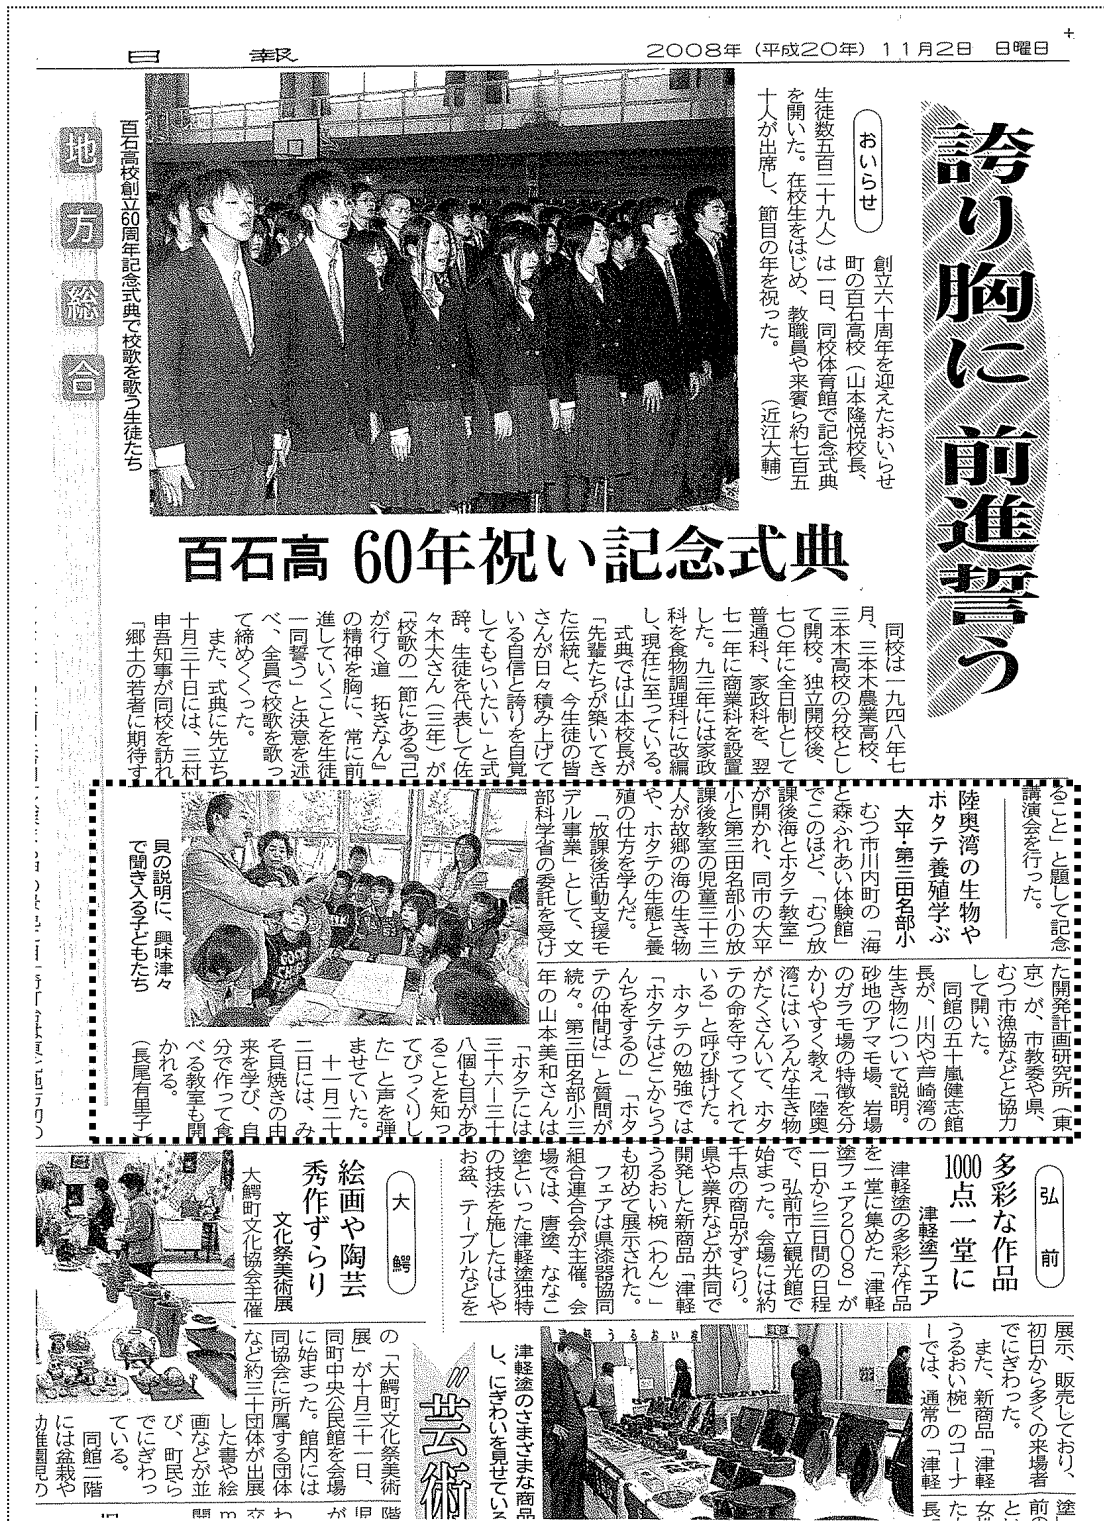 日報
2008年（平成20年）11月2日　日曜日
地方総合
誇り胸に前進誓う
百石高 60年祝い記念式典
おいらせ
創立六十周年を迎えたおいらせ
町の百石高校（山本隆悦校長、
生徒数五百二十九人）は一日、同校体育館で記念式典
を開いた。在校生をはじめ、教職員や来賓ら約七百五
十人が出席し、節目の年を祝った。　（近江大輔）
百石高校創立60周年記念式典で校歌を歌う生徒たち
同校は一九四八年七
月、三本木農業高校、
三本木高校の分校とし
て開校。独立開校後、
七〇年に全日制として
普通科、家政科を、翌
七一年に商業科を設置
した。九三年には家政
科を食物調理科に改編
し、現在に至っている。
式典では山本校長が
「先輩たちが築いてき
た伝統と、今生徒の皆
さんが日々積み上げて
いる自信と誇りを自覚
してもらいたい」と式
辞。生徒を代表して佐
々木大さん（三年）が
「校歌の一節にある『己
が行く道　拓きなん』
の精神を胸に、常に前
進していくことを生徒
一同誓う」と決意を述
べ、全員で校歌を歌っ
て締めくくった。
また、式典に先立ち
十月三十日には、三村
申吾知事が同校を訪れ
「郷土の若者に期待す
ること」と題して記念
講演会を行った。
陸奥湾の生物や
ホタテ養殖学ぶ
大平・第三田名部小
むつ市川内町の「海
と森ふれあい体験館」
でこのほど、「むつ放
課後海とホタテ教室」
が開かれ、同市の大平
小と第三田名部小の放
課後教室の児童三十三
人が故郷の海の生き物
や、ホタテの生態と養
殖の仕方を学んだ。
「放課後活動支援モ
デル事業」として、文
部科学省の委託を受け
た開発計画研究所（東
京）が、市教委や県、
むつ市漁協などと協力
して開いた。
同館の五十嵐健志館
長が、川内や芦崎湾の
生き物について説明。
砂地のアマモ場、岩場
のガラモ場の特徴を分
かりやすく教え「陸奥
湾にはいろんな生き物
がたくさんいて、ホタ
テの命を守ってくれて
いる」と呼び掛けた。
ホタテの勉強では
「ホタテはどこからう
んちをするの」「ホタ
テの仲間は」と質問が
続々。第三田名部小三
年の山本美和さんは
「ホタテには
三十六―三十
八個も目があ
ることを知っ
てびっくりし
た」と声を弾
ませていた。
十一月二十
二日には、み
そ貝焼きの由
来を学び、自
分で作って食
べる教室も開
かれる。
（長尾有里子）
貝の説明に、興味津々
で聞き入る子どもたち
弘前
多彩な作品
1000点一堂に
津軽塗フェア
津軽塗の多彩な作品
を一堂に集めた「津軽
塗フェア2008」が
一日から三日間の日程
で、弘前市立観光館で
始まった。会場には約
千点の商品がずらり。
県や業界などが共同で
開発した新商品「津軽
うるおい椀（わん）」
も初めて展示された。
フェアは県漆器協同
組合連合会が主催。会
場では、唐塗、ななこ
塗といった津軽塗独特
の技法を施したはしや
お盆、テーブルなどを
展示、販売しており、
初日から多くの来場者
でにぎわった。
また、新商品「津軽
うるおい椀」のコーナ
ーでは、通常の「津軽
津軽塗のさまざまな商品
し、にぎわいを見せている
〝芸術
大鰐
絵画や陶芸
秀作ずらり
文化祭美術展
大鰐町文化協会主催
の「大鰐町文化祭美術
展」が十月三十一日、
同町中央公民館を会場
に始まった。館内には
同協会に所属する団体
など約三十団体が出展
した書や絵
画などが並
び、町民ら
でにぎわっ
ている。
同館二階
には盆栽や
幼稚園児の